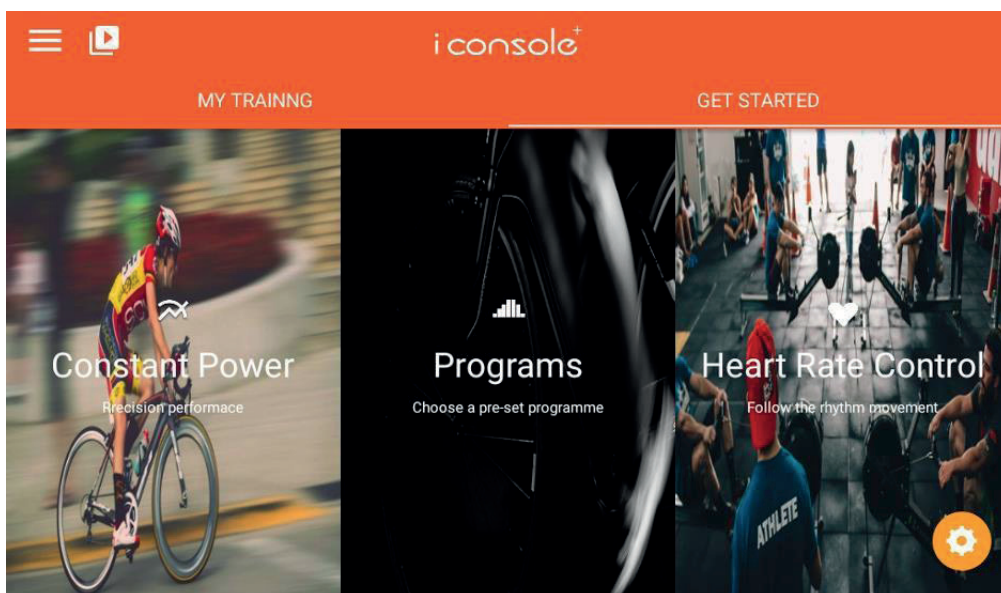 i console+
MY TRAINNG
GET STARTED
Constant Power
Rrecision performace
Programs
Choose a pre-set programme
Heart Rate Control
Follow the rhythm movement
ATHLETE